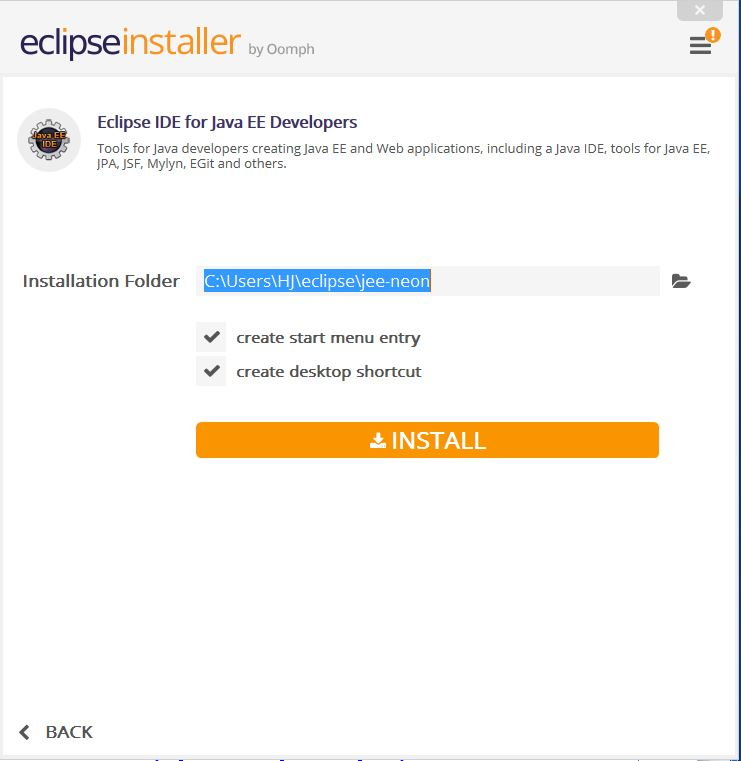 eclipseinstaller by Oomph
Eclipse IDE for Java EE Developers
Java EE
IDE
Tools for Java developers creating Java EE and Web applications, including a Java IDE, tools for Java EE,
JPA, JSF, Mylyn, EGit and others.
Installation Folder C:\Users\HJ\eclipse\jee-neon
create start menu entry
create desktop shortcut
INSTALL
BACK